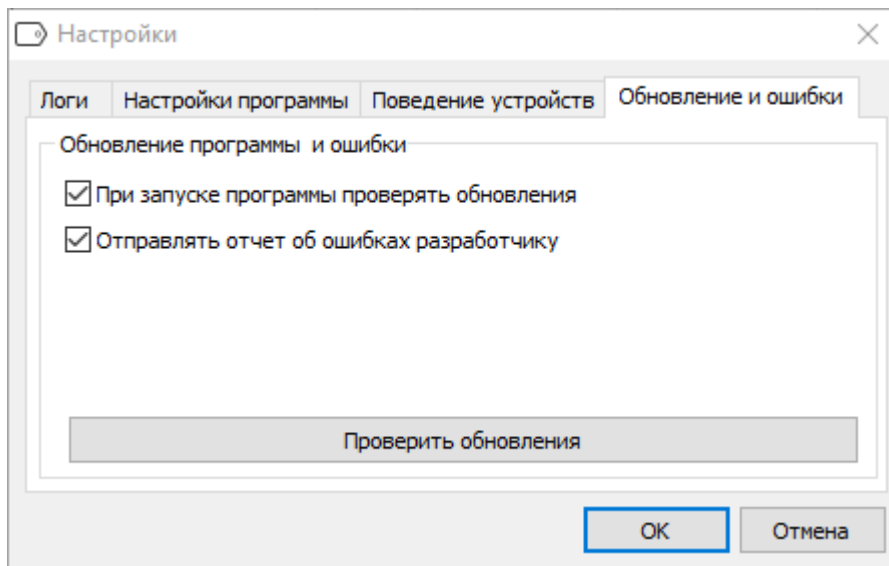 Настройки
Логи Настройки программы Поведение устройств Обновление и ошибки
Обновление программы и ошибки
При запуске программы проверять обновления
Отправлять отчет об ошибках разработчику
Проверить обновления
OK Отмена